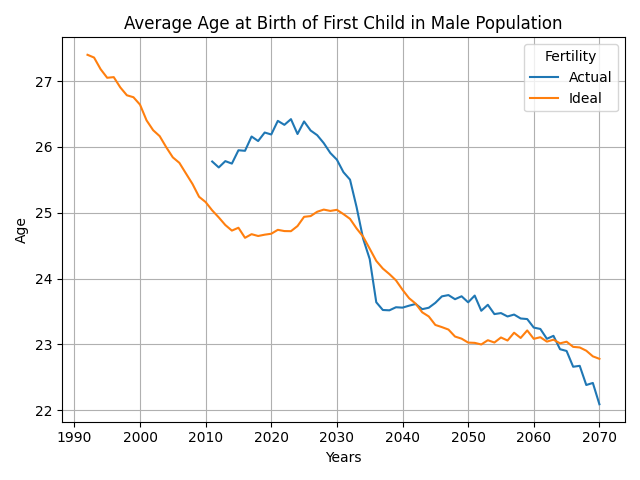 Average Age at Birth of First Child in Male Population
Fertility
Actual
Ideal
Age
27
26
25
24
23
22
1990
2000
2010
2020
2030
2040
2050
2060
2070
Years